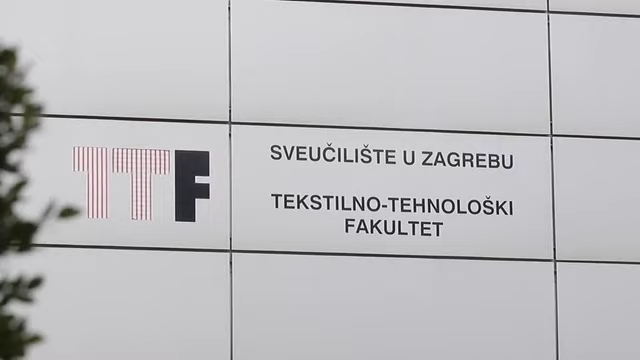 TTF
SVEUČILIŠTE U ZAGREBU
TEKSTILNO-TEHNOLOŠKI
FAKULTET